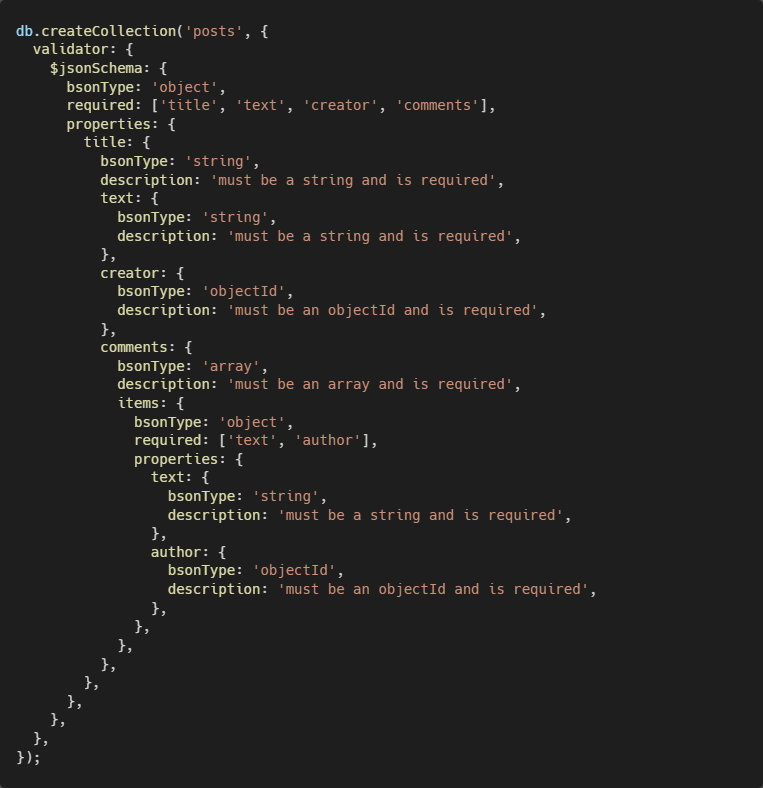 db.createCollection('posts', {
  validator: {
    $jsonSchema: {
      bsonType: 'object',
      required: ['title', 'text', 'creator', 'comments'],
      properties: {
        title: {
          bsonType: 'string',
          description: 'must be a string and is required',
          text: {
            bsonType: 'string',
            description: 'must be a string and is required',
          },
          creator: {
            bsonType: 'objectId',
            description: 'must be an objectId and is required',
          },
          comments: {
            bsonType: 'array',
            description: 'must be an array and is required',
            items: {
              bsonType: 'object',
              required: ['text', 'author'],
              properties: {
                text: {
                  bsonType: 'string',
                  description: 'must be a string and is required',
                },
                author: {
                  bsonType: 'objectId',
                  description: 'must be an objectId and is required',
                },
              },
            },
          },
        },
      },
    },
  },
});